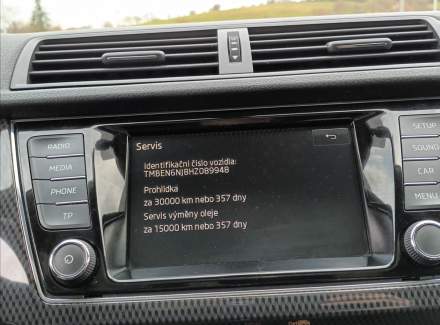 Servis
Identifikační číslo vozidla:
TMBEN6NJ8HZ089948
Prohlídka
za 30000 km nebo 357 dny
Servis výměny oleje
za 15000 km nebo 357 dny
RADIO
MEDIA
PHONE
TP
SETUP
SOUND
CAR
MENU